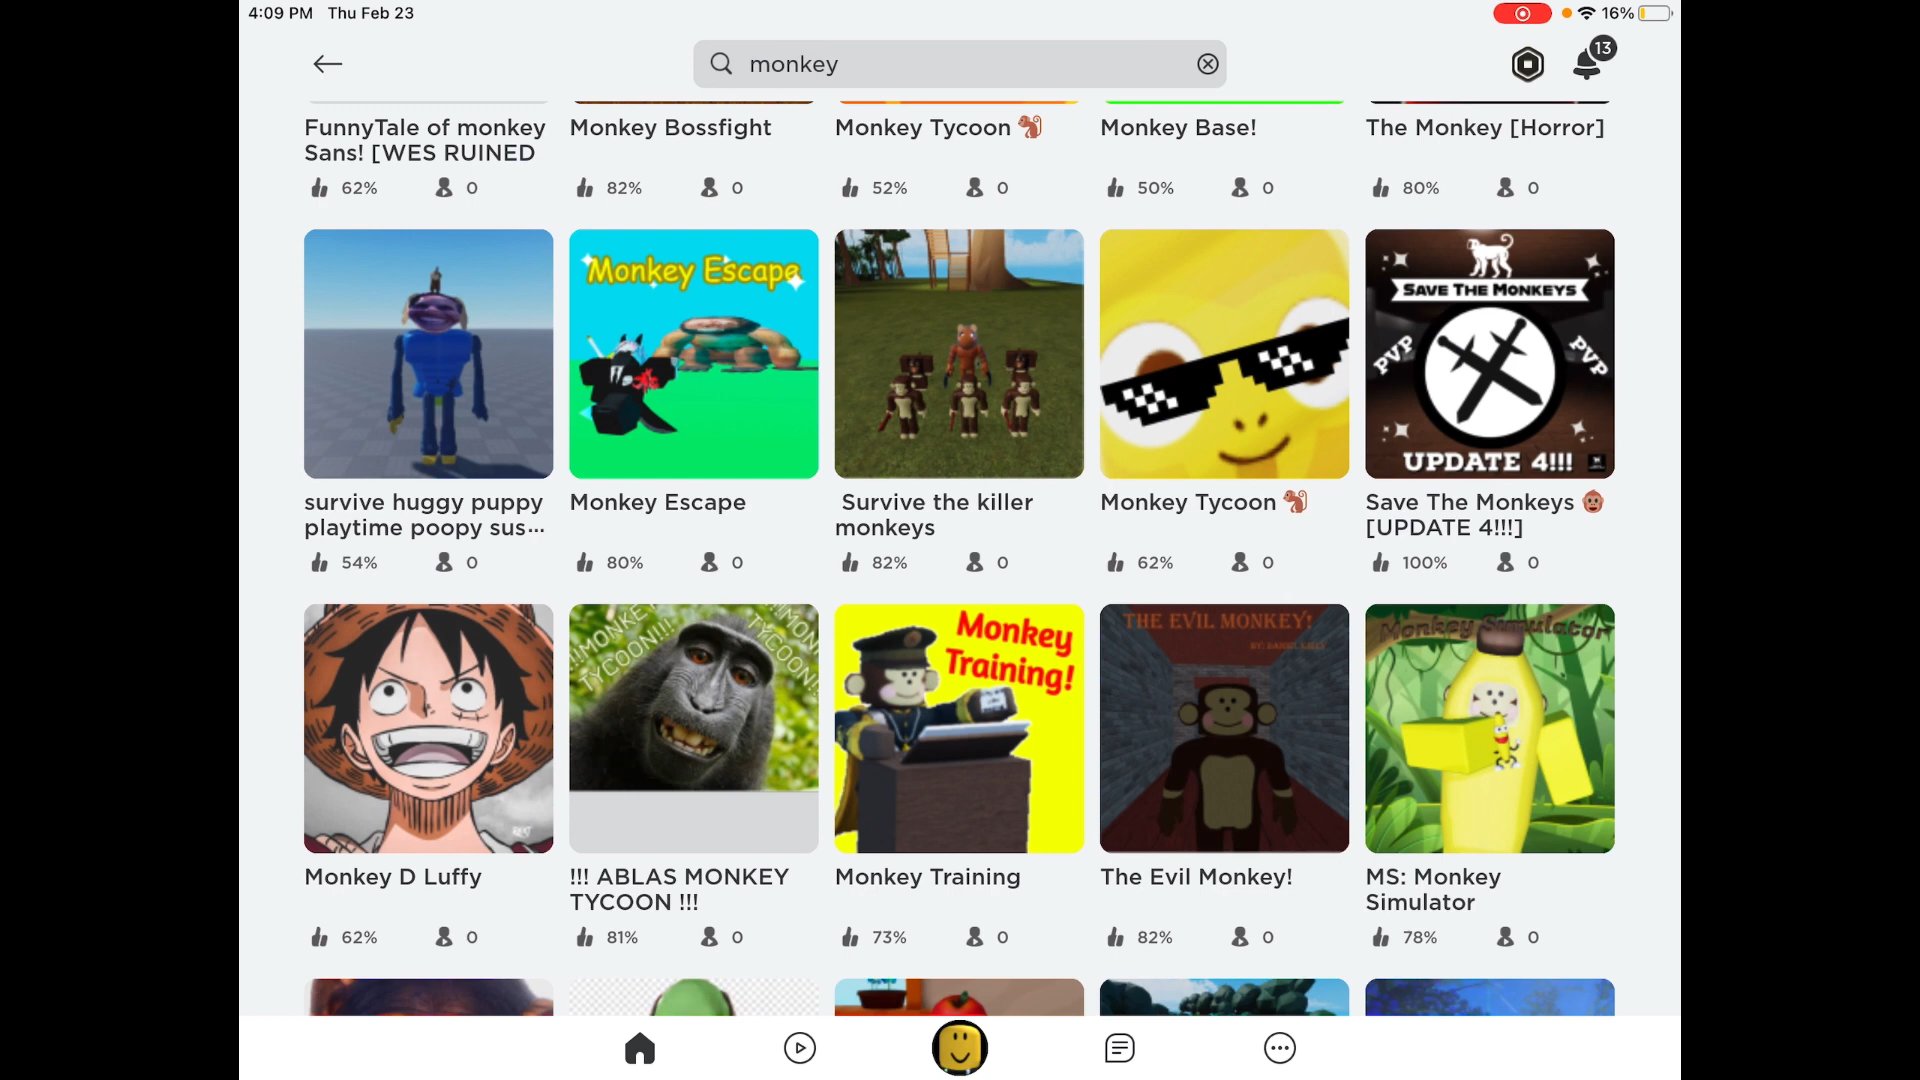 4:09 PM Thu Feb 23
16%
monkey
13
FunnyTale of monkey
Sans! [WES RUINED
62% 0
Monkey Bossfight
82% 0
Monkey Tycoon 🐒
52% 0
Monkey Base!
50% 0
The Monkey [Horror]
80% 0
Monkey Escape
SAVE THE MONKEYS
PVP
PVP
UPDATE 4!!!
survive huggy puppy
playtime poopy sus...
54% 0
Monkey Escape
80% 0
Survive the killer
monkeys
82% 0
Monkey Tycoon 🐒
62% 0
Save The Monkeys 🐵
[UPDATE 4!!!]
100% 0
!!MONKEY
TYCOON!!!
!!MON
TYCOON!
Monkey
Training!
THE EVIL MONKEY!
Monkey Simulator
Monkey D Luffy
62% 0
!!! ABLAS MONKEY
TYCOON !!!
81% 0
Monkey Training
73% 0
The Evil Monkey!
82% 0
MS: Monkey
Simulator
78% 0